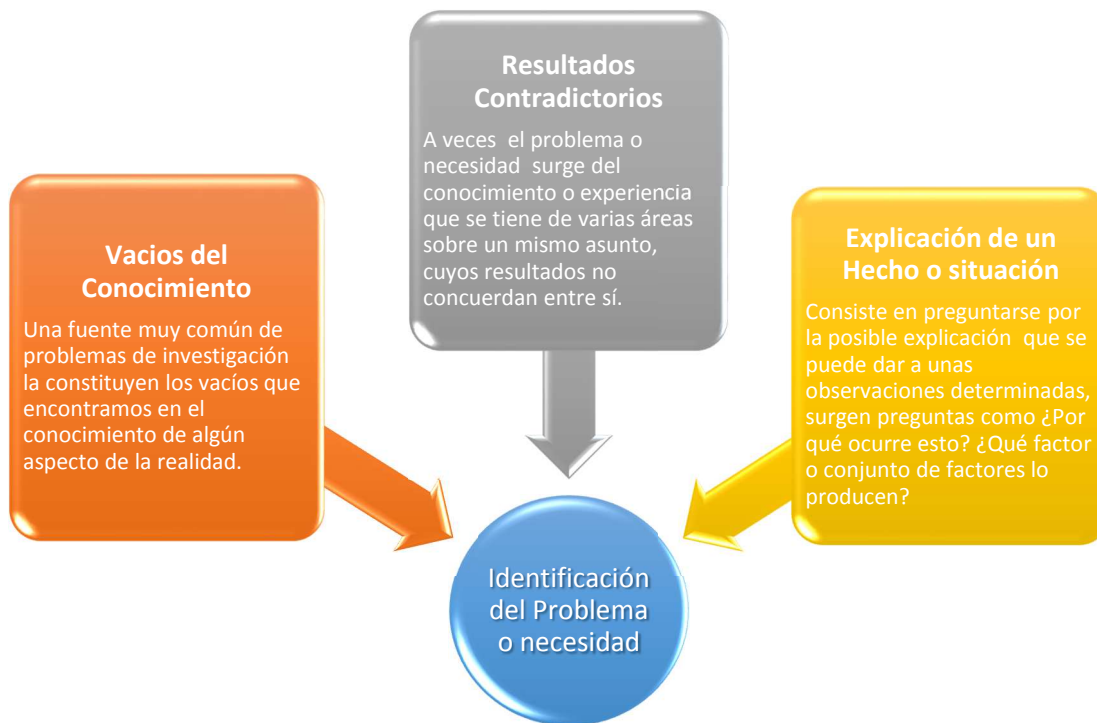 Resultados
Contradictorios
A veces el problema o
necesidad surge del
conocimiento o experiencia
que se tiene de varias áreas
sobre un mismo asunto,
cuyos resultados no
concuerdan entre sí.
Vacios del
Conocimiento
Una fuente muy común de
problemas de investigación
la constituyen los vacíos que
encontramos en el
conocimiento de algún
aspecto de la realidad.
Explicación de un
Hecho o situación
Consiste en preguntarse por
la posible explicación que se
puede dar a unas
observaciones determinadas,
surgen preguntas como ¿Por
qué ocurre esto? ¿Qué factor
o conjunto de factores lo
producen?
Identificación
del Problema
o necesidad